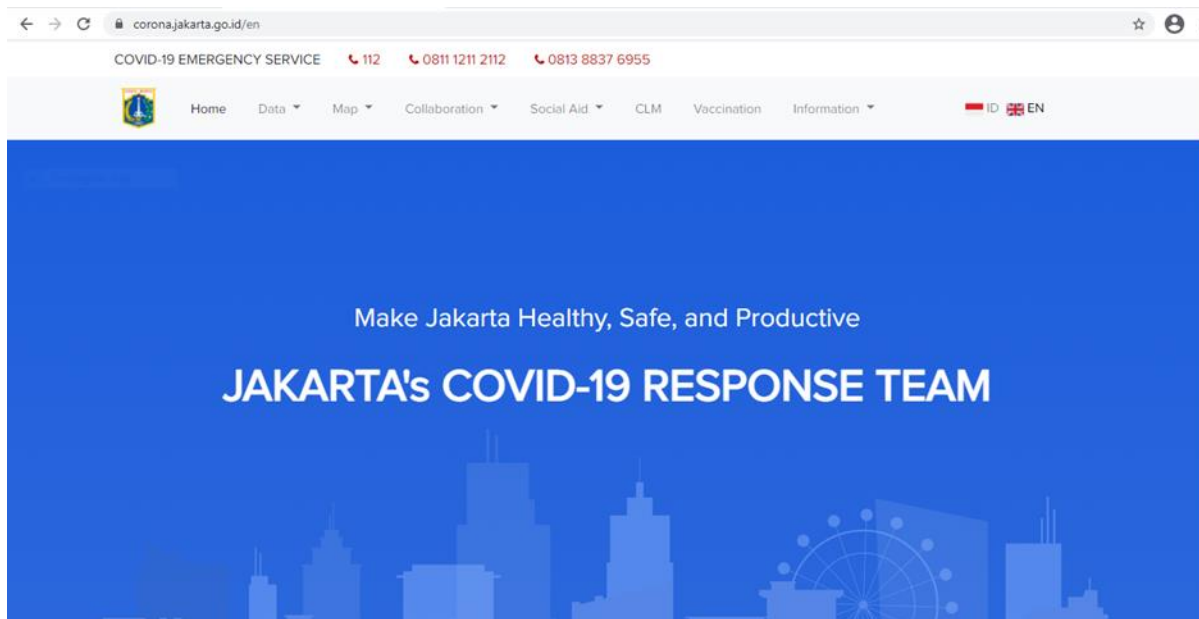 corona.jakarta.go.id/en
COVID-19 EMERGENCY SERVICE 112 0811 1211 2112 0813 8837 6955
Home Data Map Collaboration Social Aid CLM Vaccination Information ID EN
Make Jakarta Healthy, Safe, and Productive
JAKARTA's COVID-19 RESPONSE TEAM